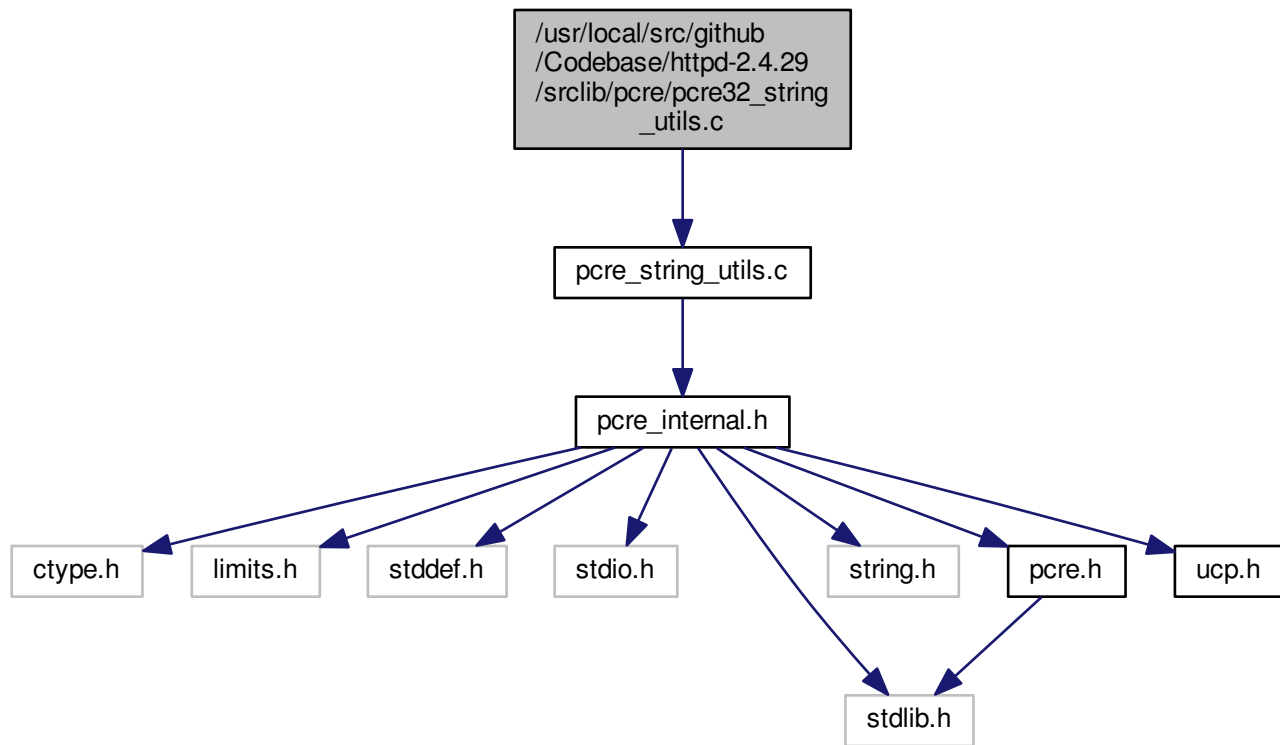 /usr/local/src/github
/Codebase/httpd-2.4.29
/srclib/pcre/pcre32_string
_utils.c
pcre_string_utils.c
pcre_internal.h
ctype.h
limits.h
stddef.h
stdio.h
string.h
pcre.h
ucp.h
stdlib.h